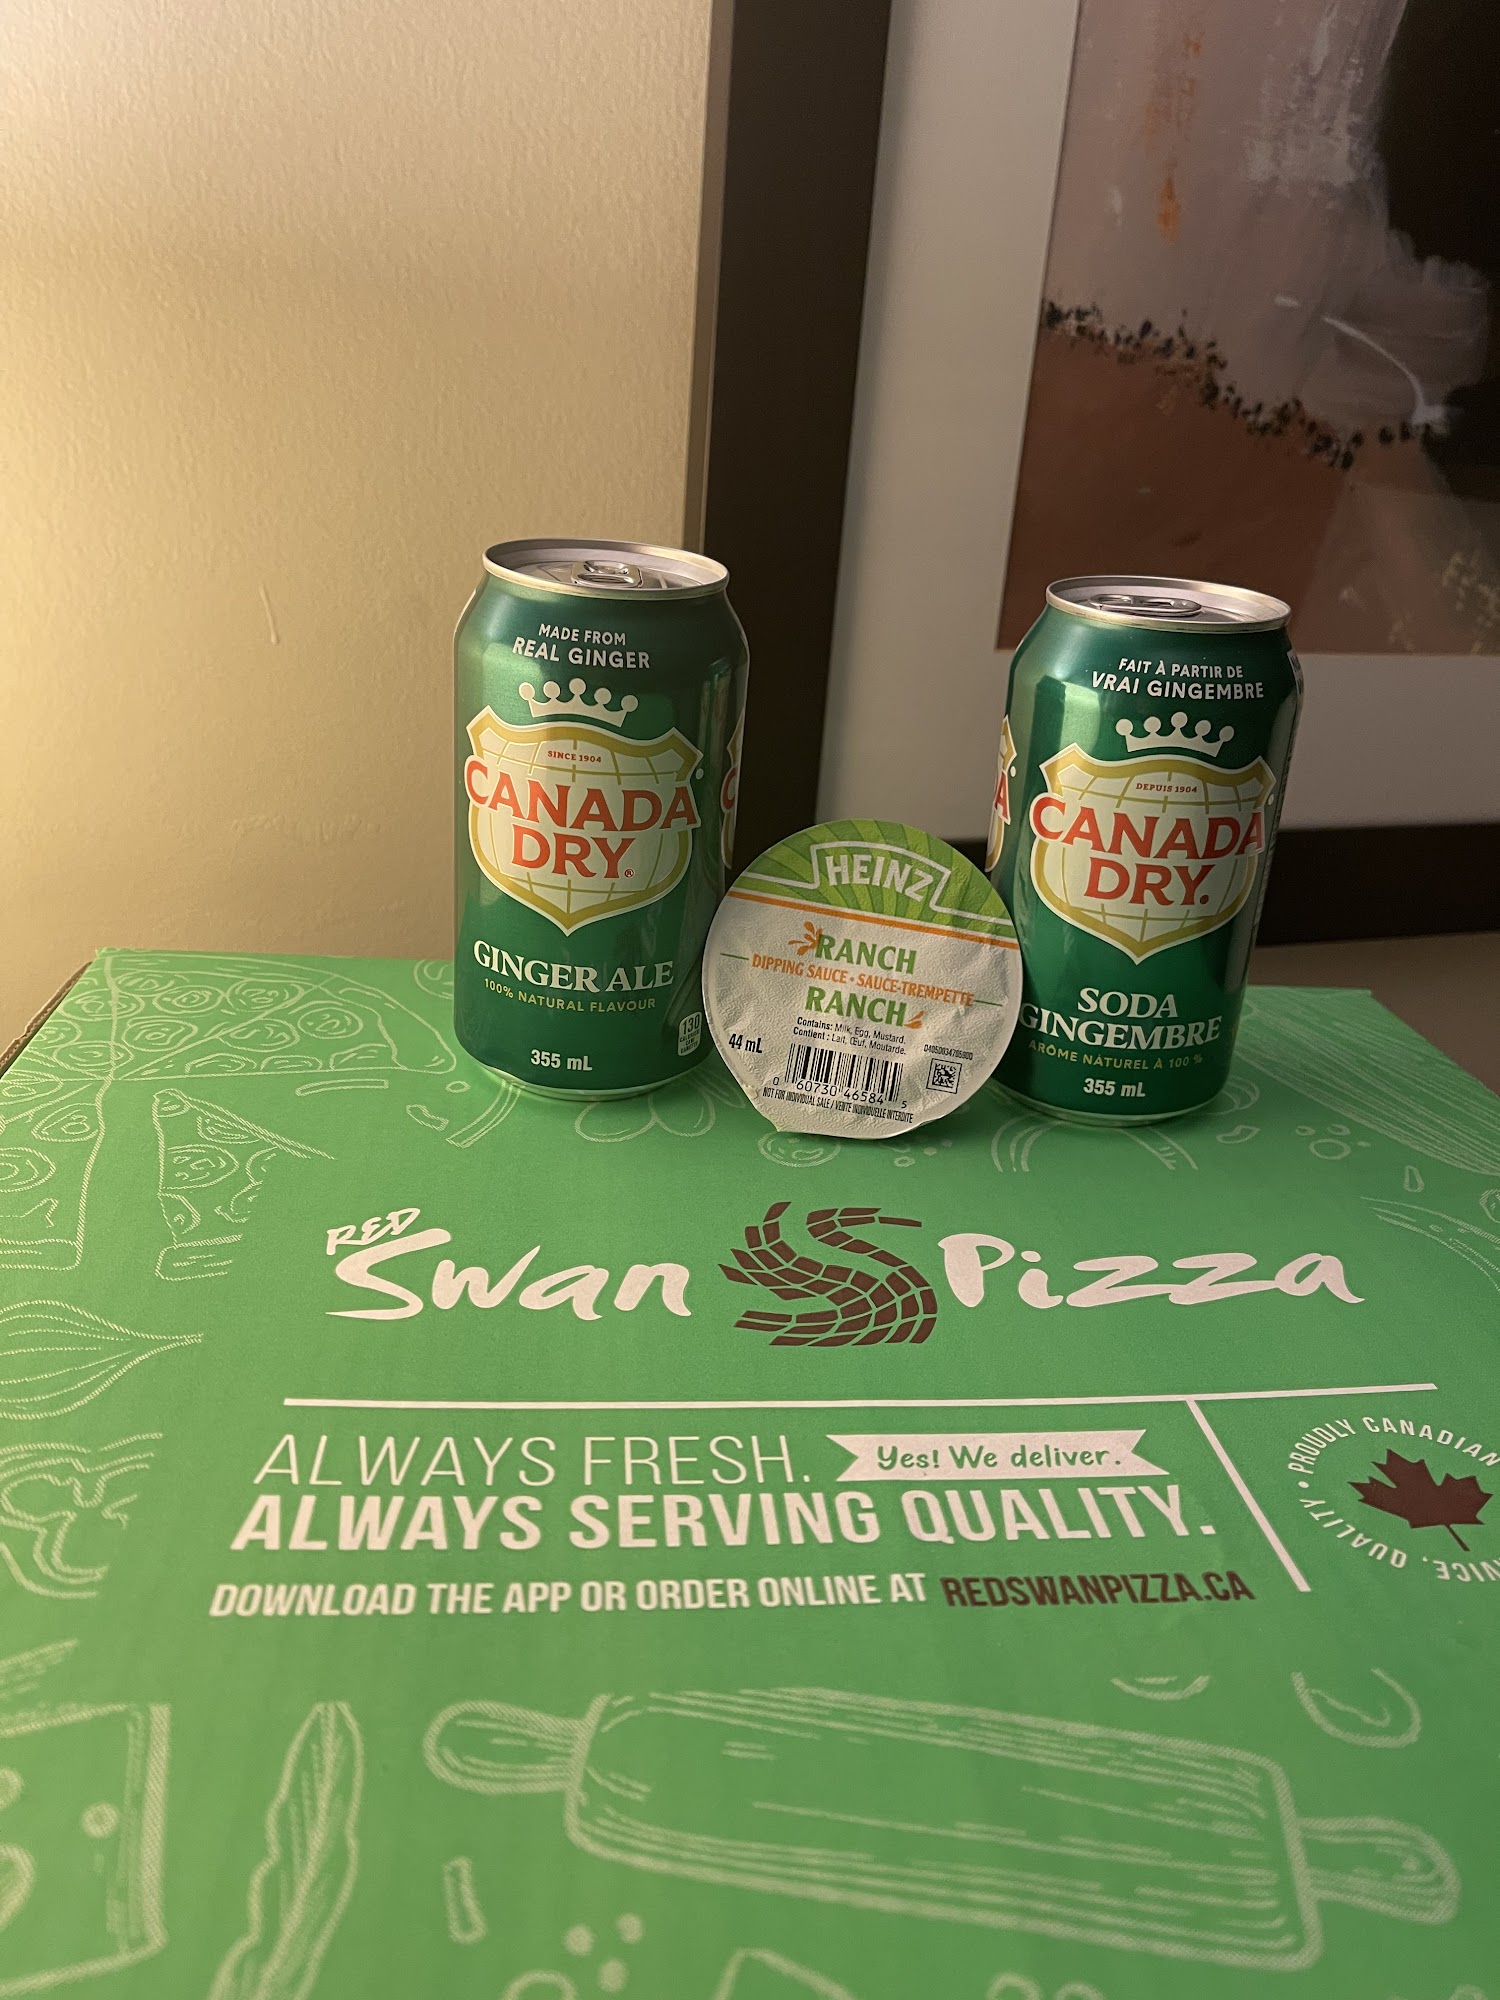 MADE FROM
REAL GINGER
SINCE 1904
CANADA
DRY®
GINGER ALE
100% NATURAL FLAVOUR
130
355 mL
FAIT À PARTIR DE
VRAI GINGEMBRE
DEPUIS 1904
CANADA
DRY.
SODA
GINGEMBRE
ARÔME NATUREL À 100 %
355 mL
HEINZ
RANCH
DIPPING SAUCE • SAUCE-TREMPETTE
RANCH
Contains: Milk, Egg, Mustard.
Contient : Lait, Œuf, Moutarde.
44 mL
0 60730 46584 5
NOT FOR INDIVIDUAL SALE / VENTE INDIVIDUELLE INTERDITE
RED
Swan Pizza
ALWAYS FRESH.
Yes! We deliver.
ALWAYS SERVING QUALITY.
DOWNLOAD THE APP OR ORDER ONLINE AT REDSWANPIZZA.CA
• PROUDLY CANADIAN
QUALITY •